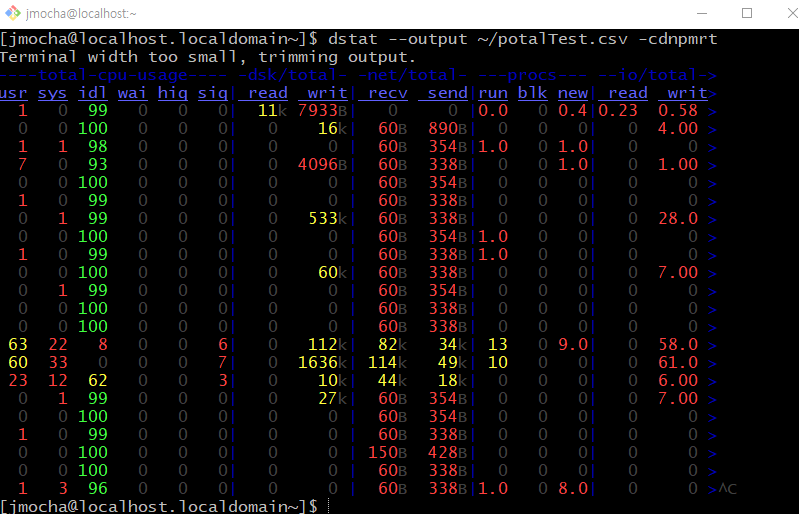 jmocha@localhost:~
[jmocha@localhost.localdomain~]$ dstat --output ~/potalTest.csv -cdnpmrt
Terminal width too small, trimming output.
----total-cpu-usage---- -dsk/total- -net/total- ---procs--- --io/total->
usr sys idl wai hiq siq| read  writ| recv  send|run blk new| read  writ>
  1   0  99   0   0   0|  11k 7933B|   0     0 |0.0   0 0.4|0.23  0.58 >
  0   0 100   0   0   0|   0    16k|  60B  890B|  0   0   0|   0  4.00 >
  1   1  98   0   0   0|   0     0 |  60B  354B|1.0   0 1.0|   0     0 >
  7   0  93   0   0   0|   0  4096B|  60B  338B|  0   0 1.0|   0  1.00 >
  0   0 100   0   0   0|   0     0 |  60B  354B|  0   0   0|   0     0 >
  1   0  99   0   0   0|   0     0 |  60B  338B|  0   0   0|   0     0 >
  0   1  99   0   0   0|   0   533k|  60B  338B|  0   0   0|   0  28.0 >
  0   0 100   0   0   0|   0     0 |  60B  354B|1.0   0   0|   0     0 >
  1   0  99   0   0   0|   0     0 |  60B  338B|1.0   0   0|   0     0 >
  0   0 100   0   0   0|   0    60k|  60B  338B|  0   0   0|   0  7.00 >
  0   1  99   0   0   0|   0     0 |  60B  354B|  0   0   0|   0     0 >
  0   0 100   0   0   0|   0     0 |  60B  338B|  0   0   0|   0     0 >
  0   0 100   0   0   0|   0     0 |  60B  338B|  0   0   0|   0     0 >
 63  22   8   0   0   6|   0   112k|  82k   34k| 13   0 9.0|   0  58.0 >
 60  33   0   0   0   7|   0  1636k| 114k   49k| 10   0   0|   0  61.0 >
 23  12  62   0   0   3|   0    10k|  44k   18k|  0   0   0|   0  6.00 >
  0   1  99   0   0   0|   0    27k|  60B  354B|  0   0   0|   0  7.00 >
  0   0 100   0   0   0|   0     0 |  60B  338B|  0   0   0|   0     0 >
  1   0  99   0   0   0|   0     0 |  60B  338B|  0   0   0|   0     0 >
  0   0 100   0   0   0|   0     0 | 150B  428B|  0   0   0|   0     0 >
  0   0 100   0   0   0|   0     0 |  60B  338B|  0   0   0|   0     0 >
  1   3  96   0   0   0|   0     0 |  60B  338B|1.0   0 8.0|   0     0 >^C
[jmocha@localhost.localdomain~]$